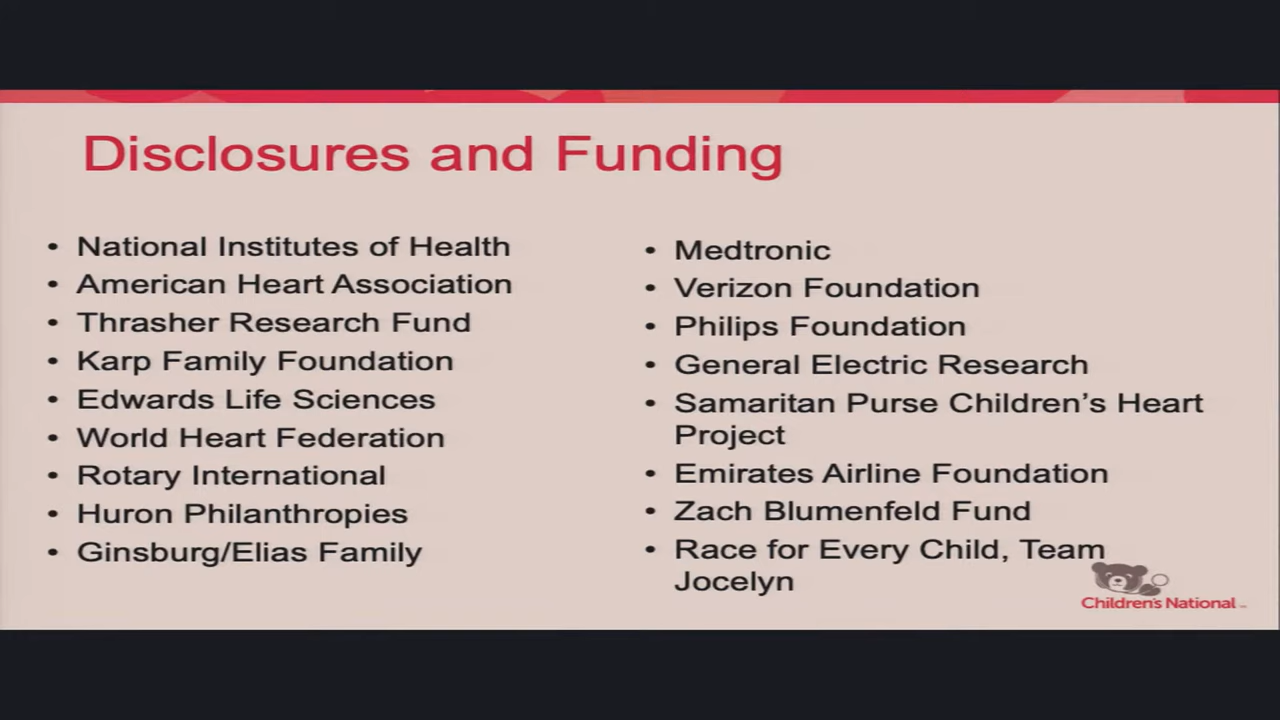 Disclosures and Funding
• National Institutes of Health
• American Heart Association
• Thrasher Research Fund
• Karp Family Foundation
• Edwards Life Sciences
• World Heart Federation
• Rotary International
• Huron Philanthropies
• Ginsburg/Elias Family
• Medtronic
• Verizon Foundation
• Philips Foundation
• General Electric Research
• Samaritan Purse Children’s Heart
Project
• Emirates Airline Foundation
• Zach Blumenfeld Fund
• Race for Every Child, Team
Jocelyn
Children's National